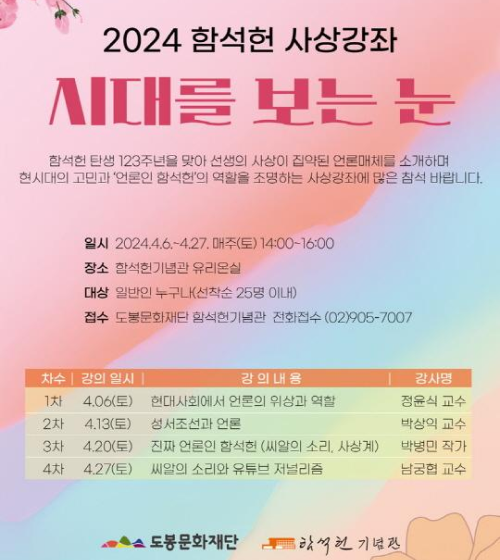 2024 함석헌 사상강좌
시대를 보는 눈
함석헌 탄생 123주년을 맞아 선생의 사상이 집약된 언론매체를 소개하며
현시대의 고민과 '언론인 함석헌'의 역할을 조명하는 사상강좌에 많은 참석 바랍니다.
일시 2024.4.6.~4.27. 매주(토) 14:00~16:00
장소 함석헌기념관 유리온실
대상 일반인 누구나(선착순 25명 이내)
접수 도봉문화재단 함석헌기념관 전화접수 (02)905-7007
차수 | 강의 일시 | 강 의 내 용 | 강사명
1차 4.06(토) 현대사회에서 언론의 위상과 역할 정윤식 교수
2차 4.13(토) 성서조선과 언론 박상익 교수
3차 4.20(토) 진짜 언론인 함석헌 (씨알의 소리, 사상계) 박병민 작가
4차 4.27(토) 씨알의 소리와 유튜브 저널리즘 남궁협 교수
도봉문화재단 함석헌 기념관